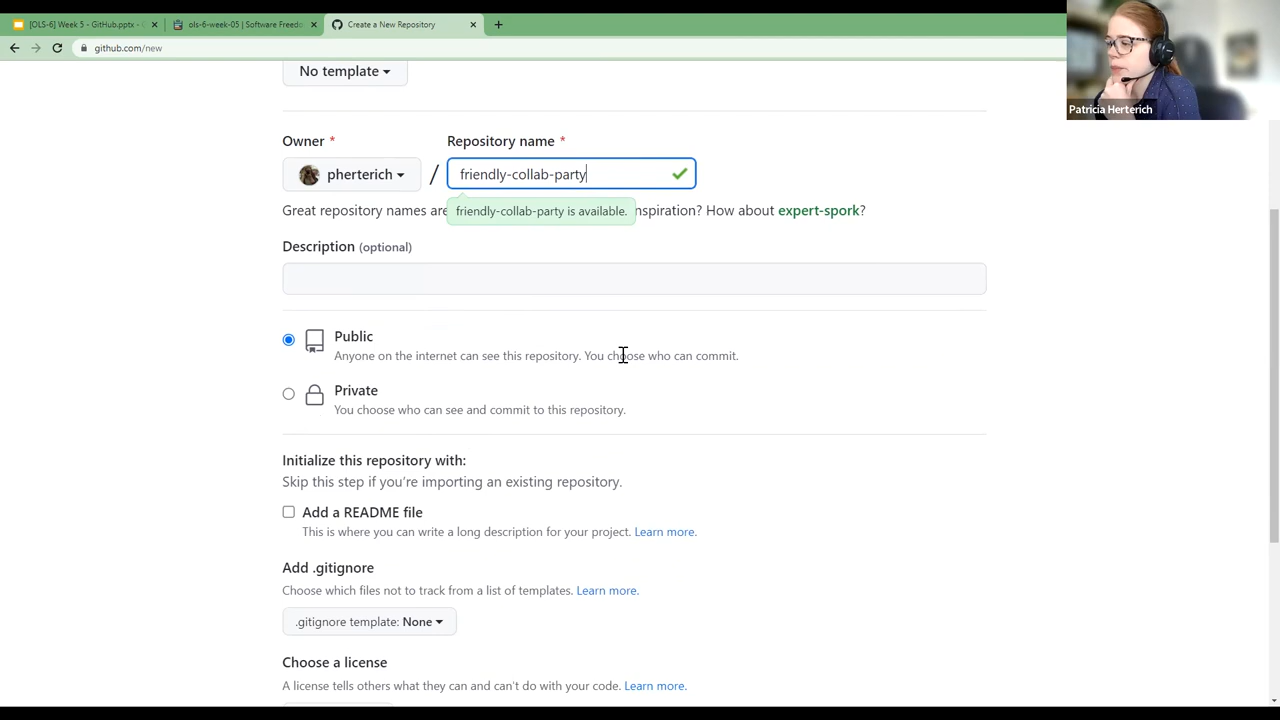 [OLS-6] Week 5 - GitHub.pptx - G
ols-6-week-05 | Software Freedo
Create a New Repository
github.com/new
Patricia Herterich
No template
Owner *
Repository name *
pherterich
/
friendly-collab-party
Great repository names are
friendly-collab-party is available.
nspiration? How about expert-spork?
Description (optional)
Public
Anyone on the internet can see this repository. You choose who can commit.
Private
You choose who can see and commit to this repository.
Initialize this repository with:
Skip this step if you're importing an existing repository.
Add a README file
This is where you can write a long description for your project. Learn more.
Add .gitignore
Choose which files not to track from a list of templates. Learn more.
.gitignore template: None
Choose a license
A license tells others what they can and can't do with your code. Learn more.